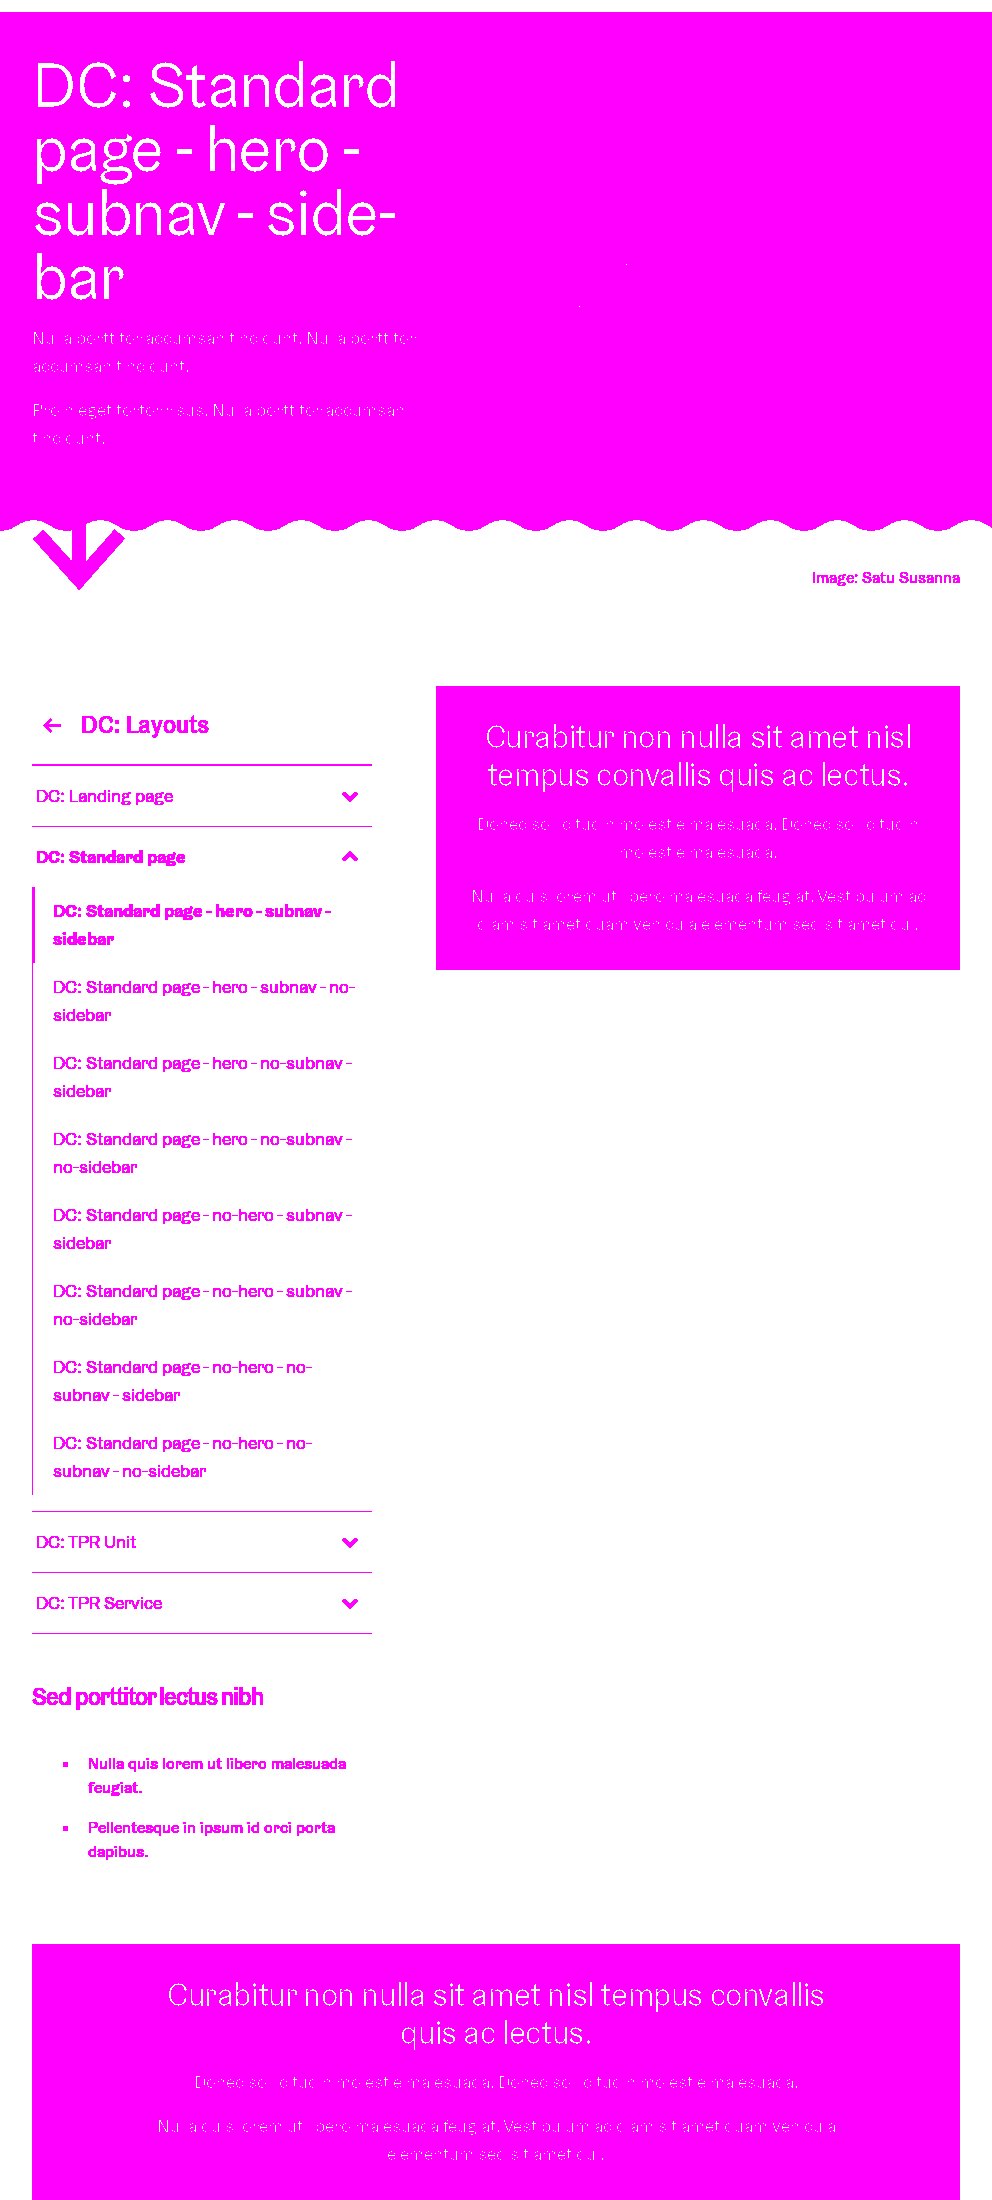 DC: Standard
page - hero -
subnav - side-
bar
Nulla porttitor accumsan tincidunt. Nulla porttitor
accumsan tincidunt.
Proin eget tortor risus. Nulla porttitor accumsan
tincidunt.
Image: Satu Susanna
DC: Layouts
DC: Landing page
DC: Standard page
DC: Standard page - hero - subnav -
sidebar
DC: Standard page - hero - subnav - no-
sidebar
DC: Standard page - hero - no-subnav -
sidebar
DC: Standard page - hero - no-subnav -
no-sidebar
DC: Standard page - no-hero - subnav -
sidebar
DC: Standard page - no-hero - subnav -
no-sidebar
DC: Standard page - no-hero - no-
subnav - sidebar
DC: Standard page - no-hero - no-
subnav - no-sidebar
DC: TPR Unit
DC: TPR Service
Sed porttitor lectus nibh
Nulla quis lorem ut libero malesuada
feugiat.
Pellentesque in ipsum id orci porta
dapibus.
Curabitur non nulla sit amet nisl
tempus convallis quis ac lectus.
Donec sollicitudin molestie malesuada. Donec sollicitudin
molestie malesuada.
Nulla quis lorem ut libero malesuada feugiat. Vestibulum ac
diam sit amet quam vehicula elementum sed sit amet dui.
Curabitur non nulla sit amet nisl tempus convallis
quis ac lectus.
Donec sollicitudin molestie malesuada. Donec sollicitudin molestie malesuada.
Nulla quis lorem ut libero malesuada feugiat. Vestibulum ac diam sit amet quam vehicula
elementum sed sit amet dui.